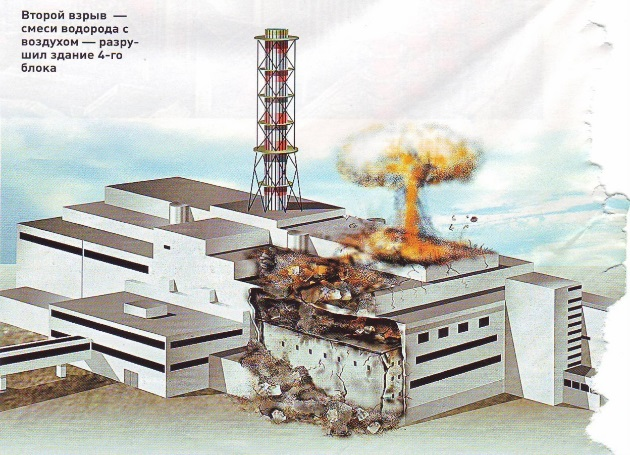 Второй взрыв —
смеси водорода с
воздухом — разру-
шил здание 4-го
блока